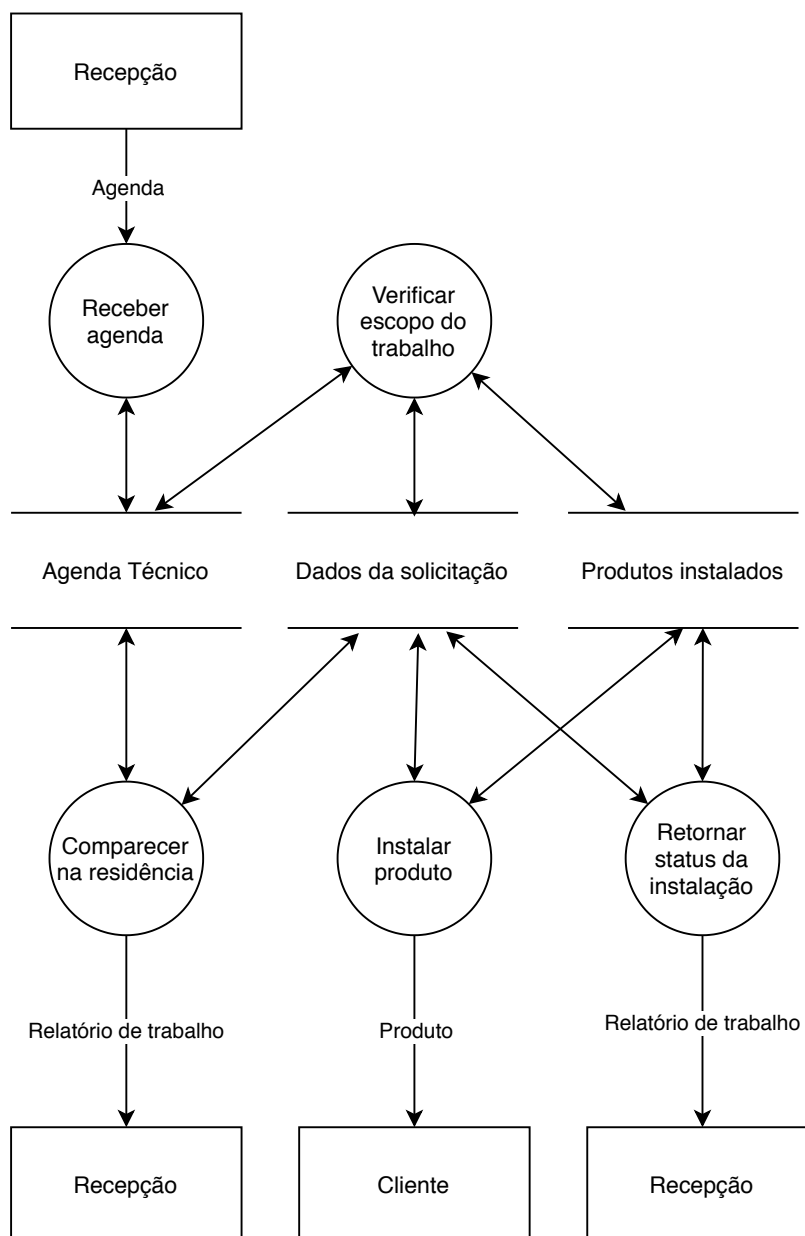 Recepção
Agenda
Receber
agenda
Verificar
escopo do
trabalho
Agenda Técnico
Dados da solicitação
Produtos instalados
Comparecer
na residência
Instalar
produto
Retornar
status da
instalação
Relatório de trabalho
Produto
Relatório de trabalho
Recepção
Cliente
Recepção